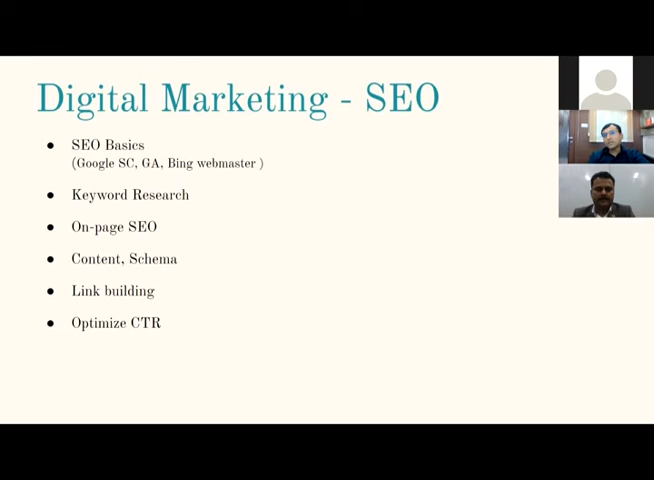 Digital Marketing - SEO
● SEO Basics
(Google SC, GA, Bing webmaster )
● Keyword Research
● On-page SEO
● Content, Schema
● Link building
● Optimize CTR